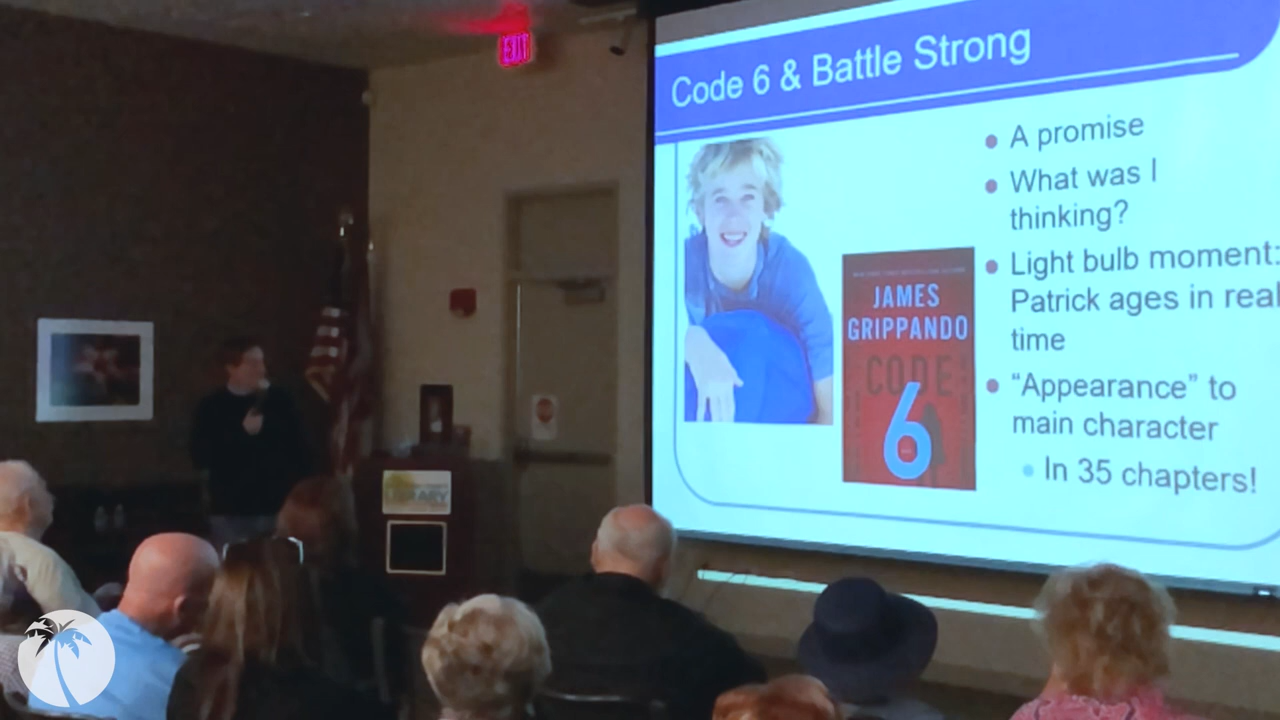 EXIT
Code 6 & Battle Strong
A promise
What was I
thinking?
Light bulb moment:
Patrick ages in real
time
"Appearance" to
main character
In 35 chapters!
JAMES
GRIPPANDO
CODE
6
LIBRARY